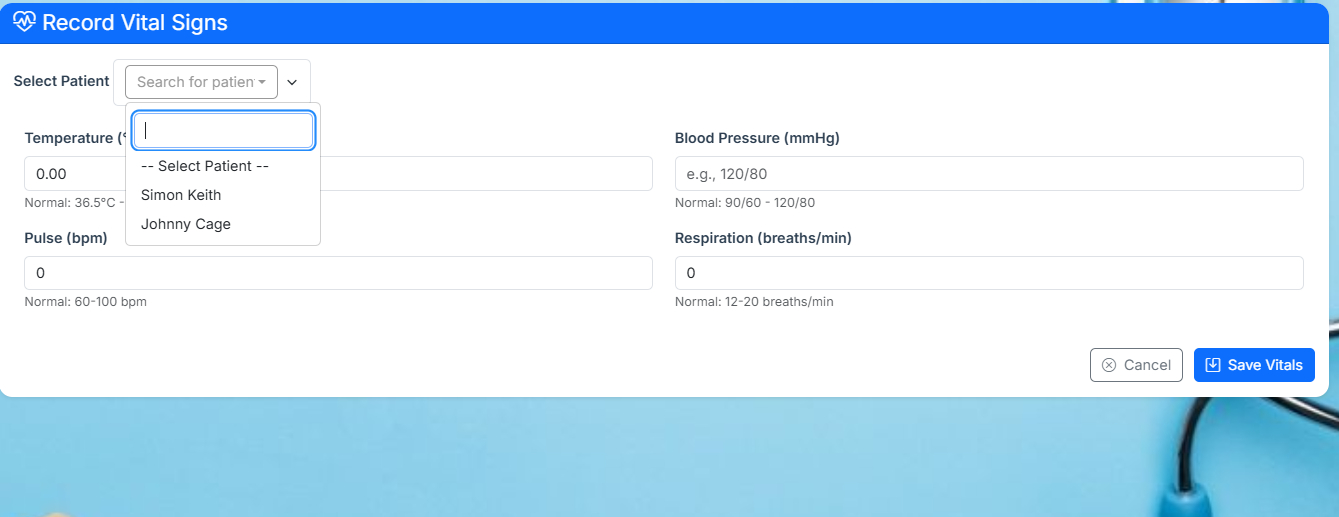 Record Vital Signs
Select Patient
Search for patien
-- Select Patient --
Simon Keith
Johnny Cage
Temperature (°
0.00
Normal: 36.5°C -
Blood Pressure (mmHg)
e.g., 120/80
Normal: 90/60 - 120/80
Pulse (bpm)
0
Normal: 60-100 bpm
Respiration (breaths/min)
0
Normal: 12-20 breaths/min
Cancel
Save Vitals